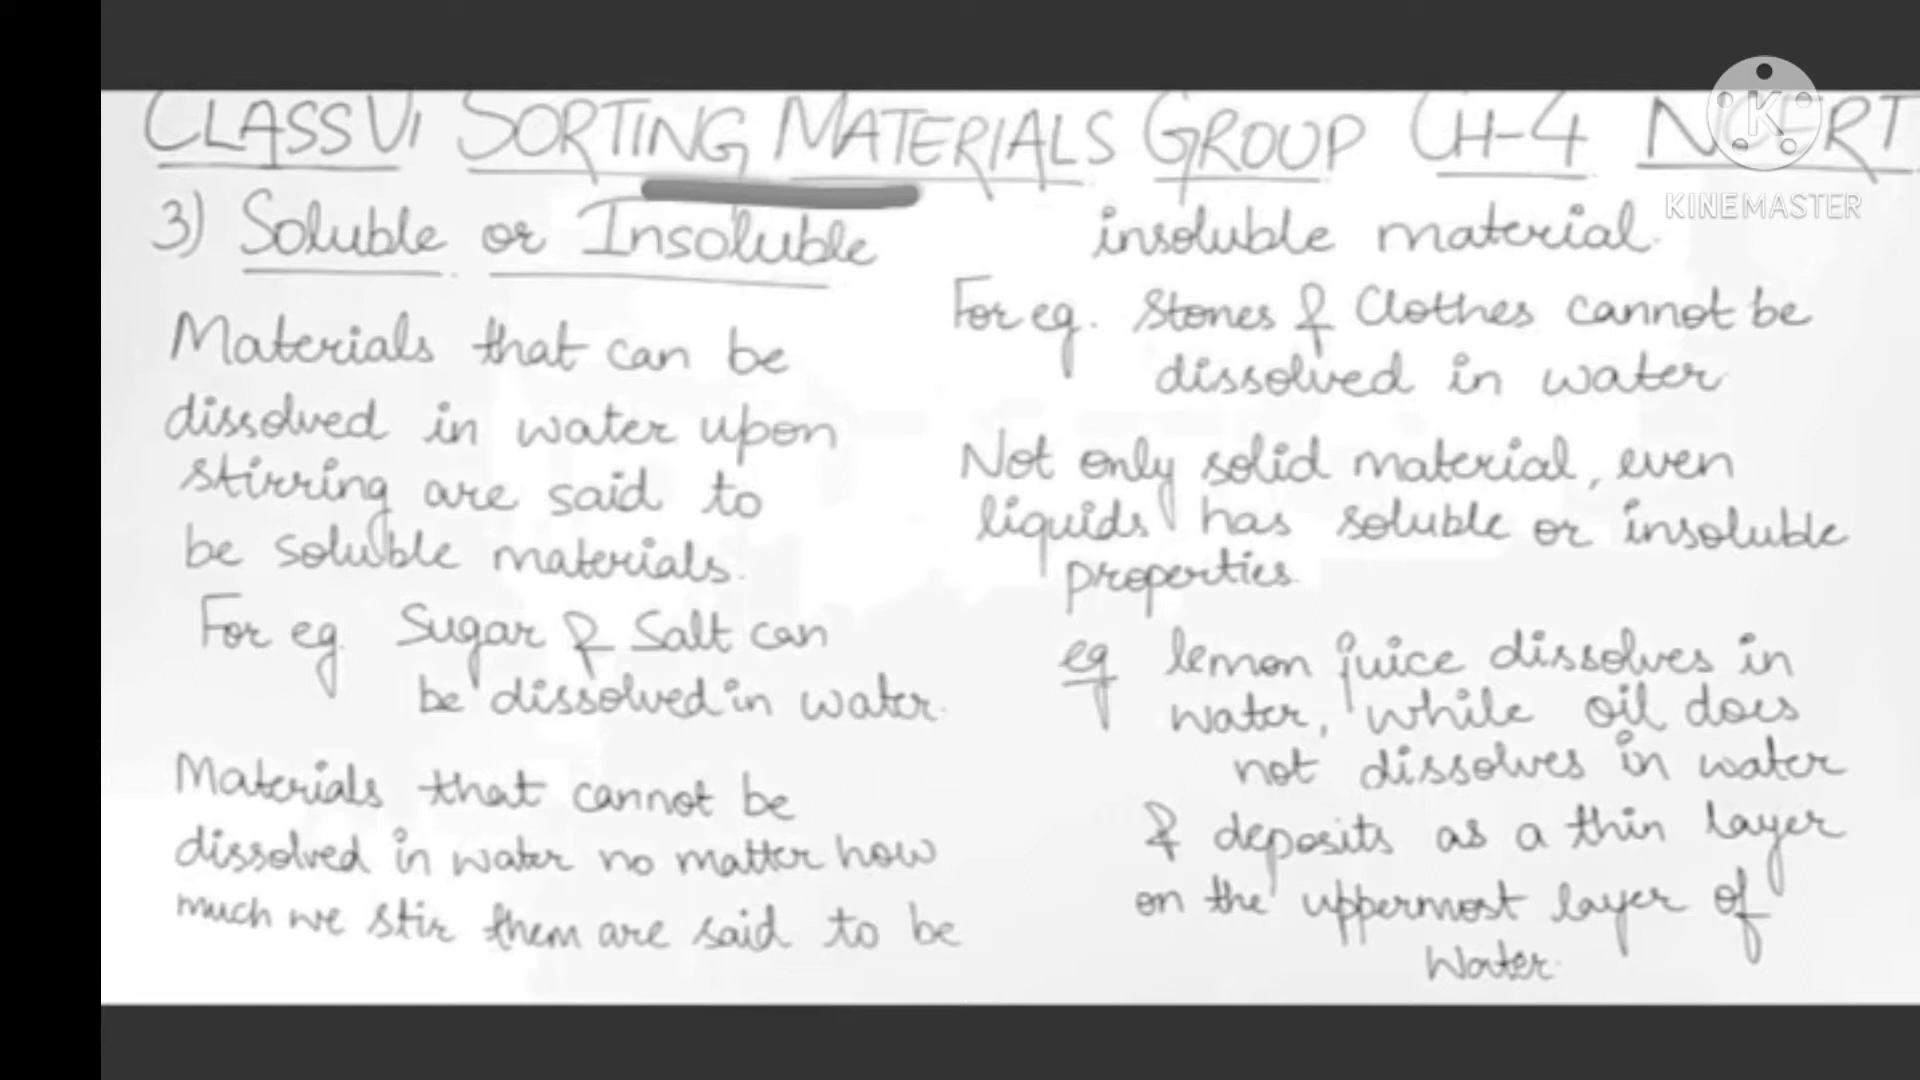 CLASS VI SORTING MATERIALS GROUP CH-4 NCERT
KINEMASTER
3) Soluble or Insoluble
Materials that can be
dissolved in water upon
stirring are said to
be soluble materials.
For eg. Sugar & Salt can
be dissolved in water.
Materials that cannot be
dissolved in water no matter how
much we stir them are said to be
insoluble material.
For eg. Stones & Clothes cannot be
dissolved in water
Not only solid material, even
liquids has soluble or insoluble
properties.
eg lemon juice dissolves in
water, while oil does
not dissolves in water
& deposits as a thin layer
on the uppermost layer of
Water.